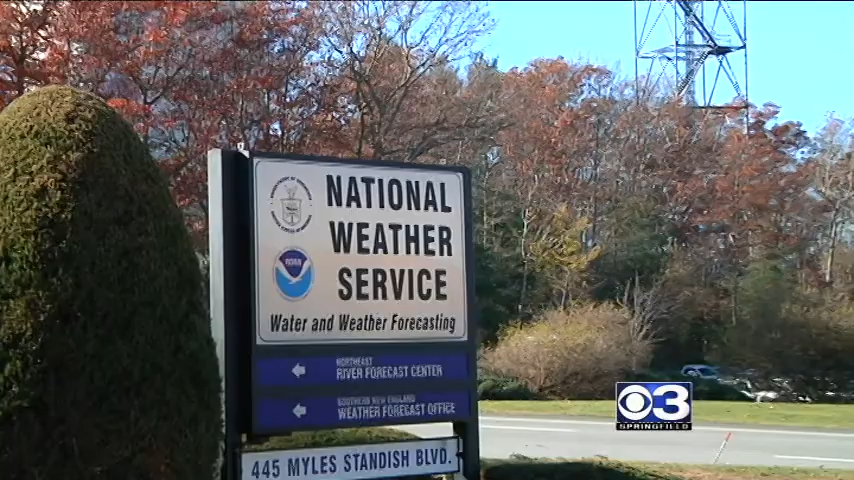 NATIONAL
WEATHER
SERVICE
NOAA
Water and Weather Forecasting
NORTHEAST
RIVER FORECAST CENTER
SOUTHERN NEW ENGLAND
WEATHER FORECAST OFFICE
445 MYLES STANDISH BLVD.
3
SPRINGFIELD